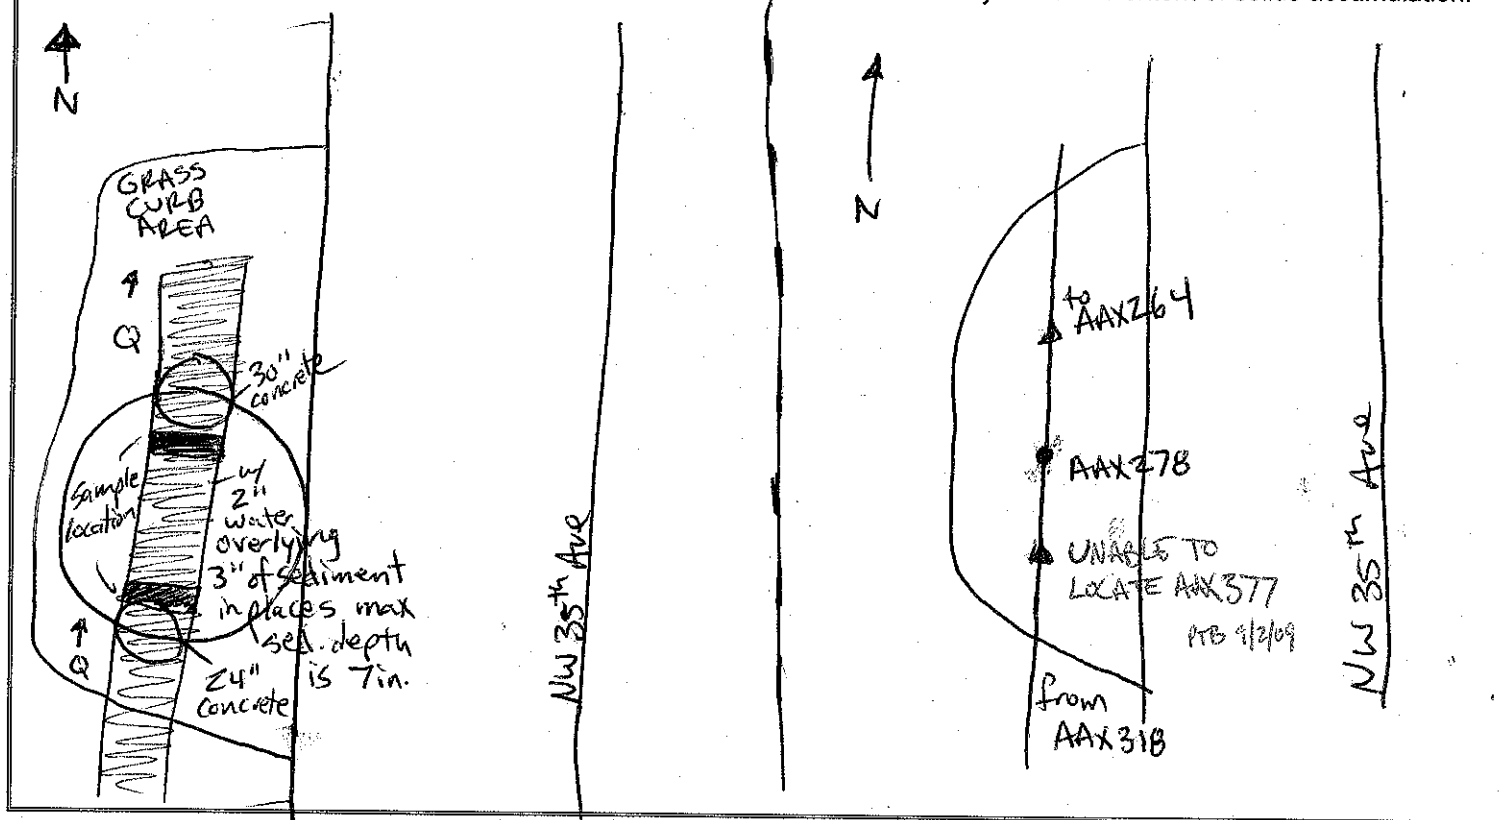 accumulation.
N
GRASS
CURB
AREA
Q
30"
concrete
Sample
location
w/
2"
water
overlying
3" of sediment
in places max
sed. depth
is 7in.
Q
24"
concrete
NW 35th Ave
N
to
AAX264
AAX278
UNABLE TO
LOCATE AAX377
PTB 9/2/09
from
AAX318
NW 35th Ave